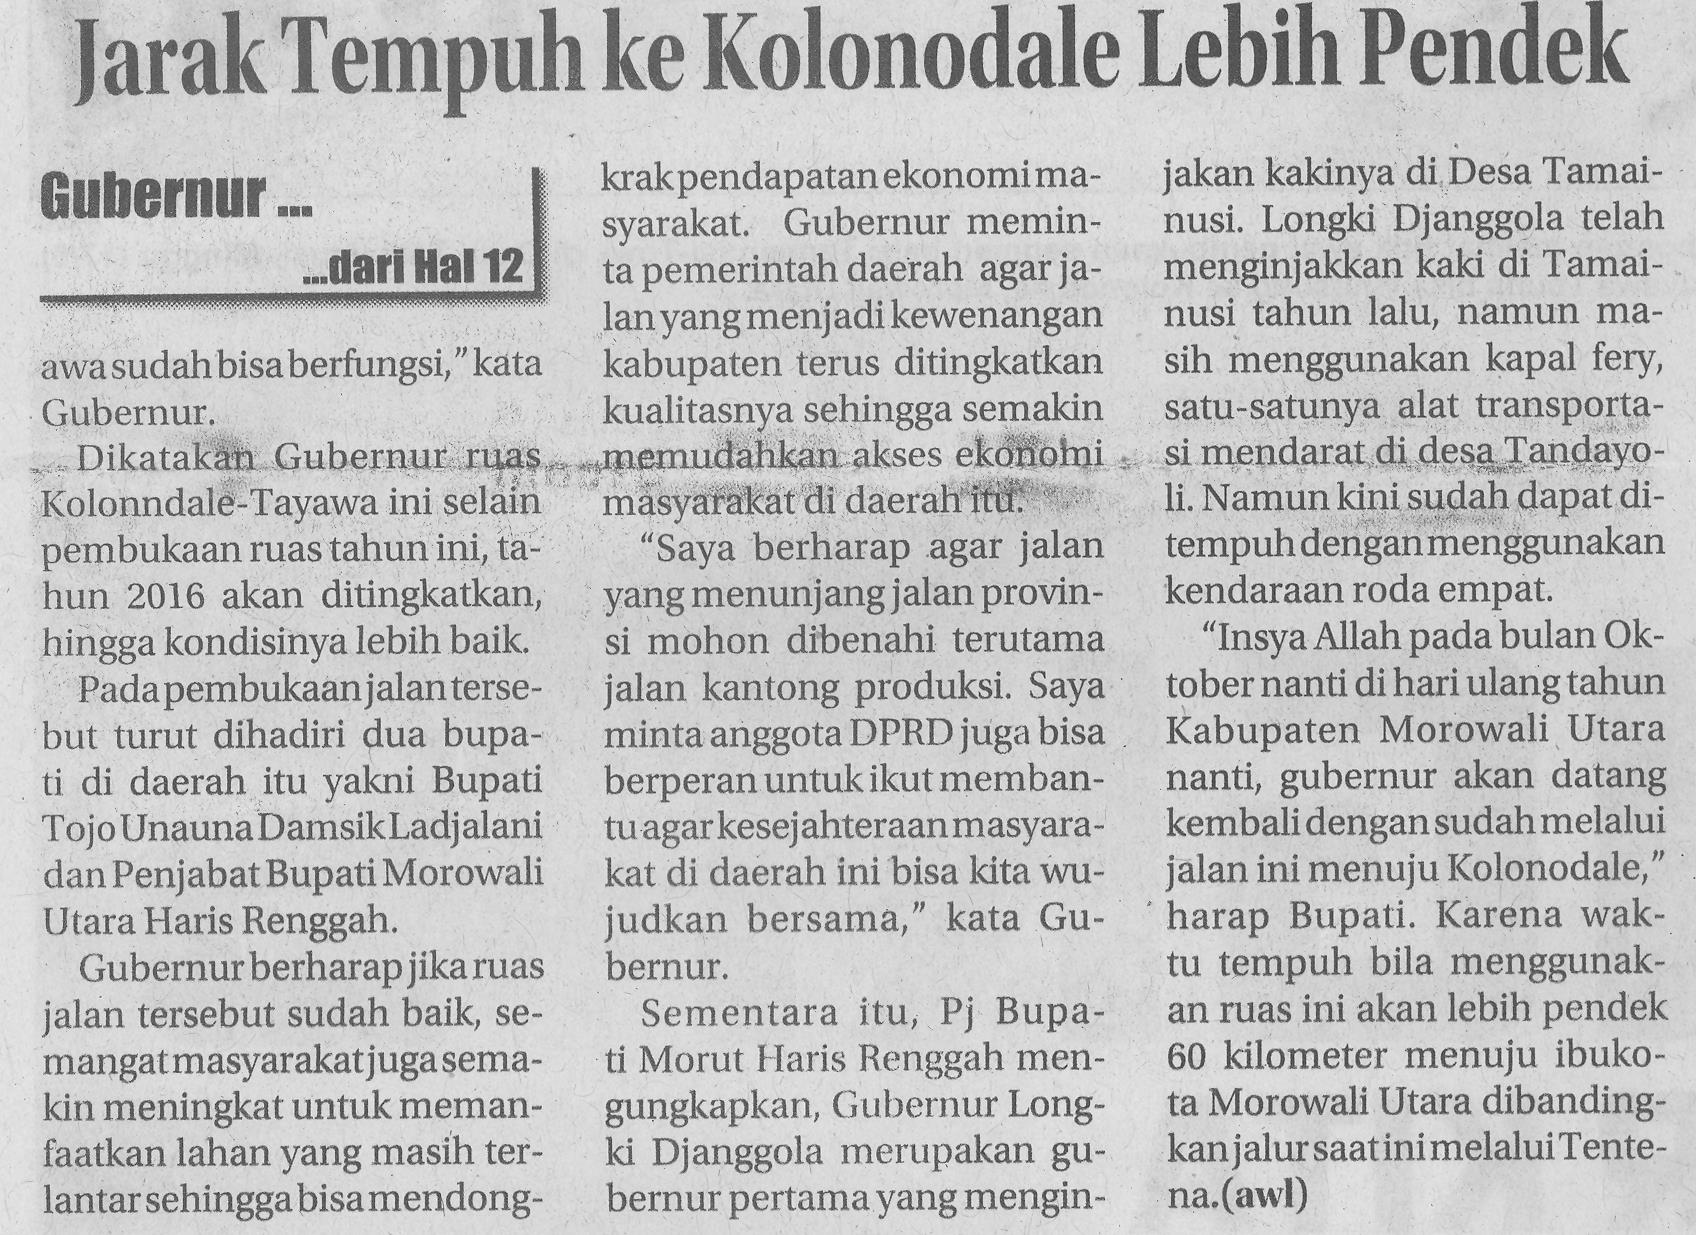 Jarak Tempuh ke Kolonodale Lebih Pendek
Gubernur ...
...dari Hal 12
awa sudah bisa berfungsi,” kata
Gubernur.
Dikatakan Gubernur ruas
Kolonndale-Tayawa ini selain
pembukaan ruas tahun ini, ta-
hun 2016 akan ditingkatkan,
hingga kondisinya lebih baik.
Pada pembukaan jalan terse-
but turut dihadiri dua bupa-
ti di daerah itu yakni Bupati
Tojo Unauna Damsik Ladjalani
dan Penjabat Bupati Morowali
Utara Haris Renggah.
Gubernur berharap jika ruas
jalan tersebut sudah baik, se-
mangat masyarakat juga sema-
kin meningkat untuk meman-
faatkan lahan yang masih ter-
lantar sehingga bisa mendong-
krak pendapatan ekonomi ma-
syarakat. Gubernur memin-
ta pemerintah daerah agar ja-
lan yang menjadi kewenangan
kabupaten terus ditingkatkan
kualitasnya sehingga semakin
memudahkan akses ekonomi
masyarakat di daerah itu.
“Saya berharap agar jalan
yang menunjang jalan provin-
si mohon dibenahi terutama
jalan kantong produksi. Saya
minta anggota DPRD juga bisa
berperan untuk ikut memban-
tu agar kesejahteraan masyara-
kat di daerah ini bisa kita wu-
judkan bersama,” kata Gu-
bernur.
Sementara itu, Pj Bupa-
ti Morut Haris Renggah men-
gungkapkan, Gubernur Long-
ki Djanggola merupakan gu-
bernur pertama yang mengin-
jakan kakinya di Desa Tamai-
nusi. Longki Djanggola telah
menginjakkan kaki di Tamai-
nusi tahun lalu, namun ma-
sih menggunakan kapal fery,
satu-satunya alat transporta-
si mendarat di desa Tandayo-
li. Namun kini sudah dapat di-
tempuh dengan menggunakan
kendaraan roda empat.
“Insya Allah pada bulan Ok-
tober nanti di hari ulang tahun
Kabupaten Morowali Utara
nanti, gubernur akan datang
kembali dengan sudah melalui
jalan ini menuju Kolonodale,”
harap Bupati. Karena wak-
tu tempuh bila menggunak-
an ruas ini akan lebih pendek
60 kilometer menuju ibuko-
ta Morowali Utara dibanding-
kan jalur saat ini melalui Tente-
na.(awl)